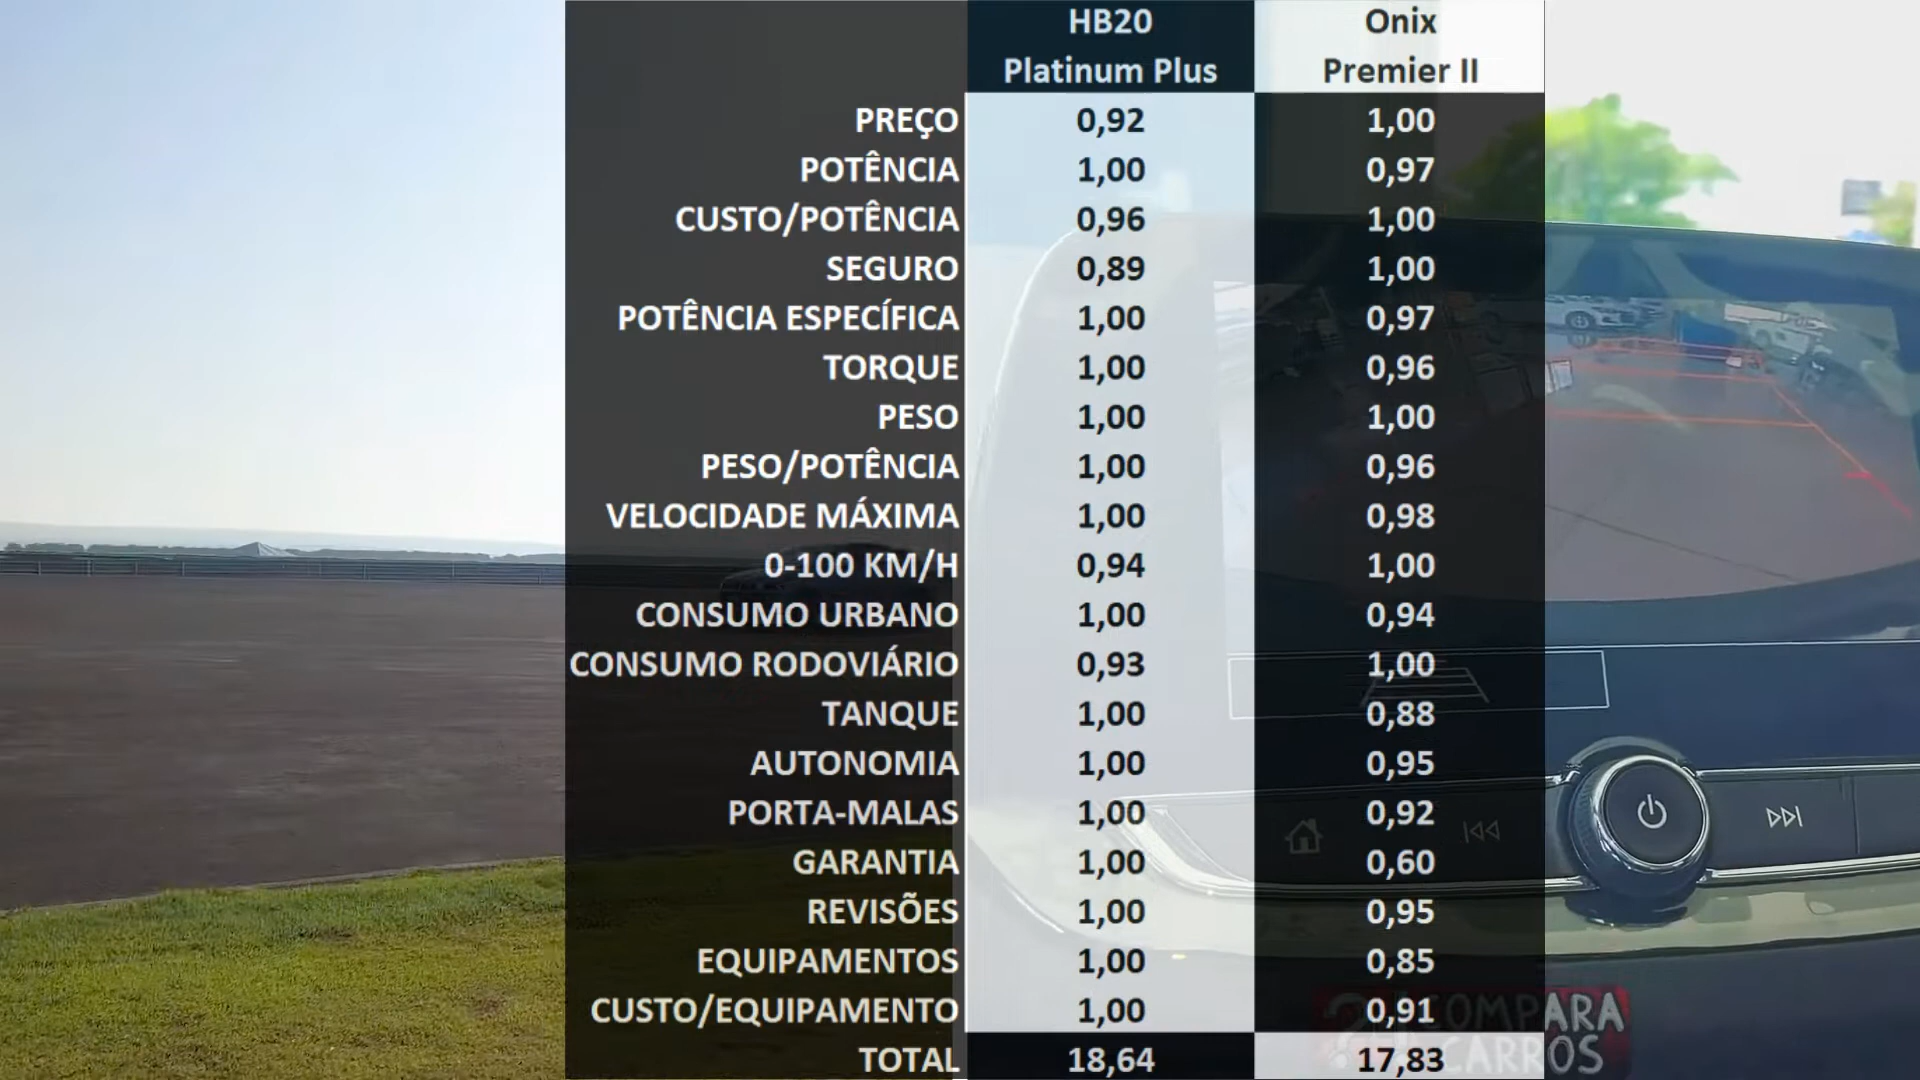 HB20 Onix
Platinum Plus Premier II
PREÇO 0,92 1,00
POTÊNCIA 1,00 0,97
CUSTO/POTÊNCIA 0,96 1,00
SEGURO 0,89 1,00
POTÊNCIA ESPECÍFICA 1,00 0,97
TORQUE 1,00 0,96
PESO 1,00 1,00
PESO/POTÊNCIA 1,00 0,96
VELOCIDADE MÁXIMA 1,00 0,98
0-100 KM/H 0,94 1,00
CONSUMO URBANO 1,00 0,94
CONSUMO RODOVIÁRIO 0,93 1,00
TANQUE 1,00 0,88
AUTONOMIA 1,00 0,95
PORTA-MALAS 1,00 0,92
GARANTIA 1,00 0,60
REVISÕES 1,00 0,95
EQUIPAMENTOS 1,00 0,85
CUSTO/EQUIPAMENTO 1,00 0,91
TOTAL 18,64 17,83
COMPARA
CARROS